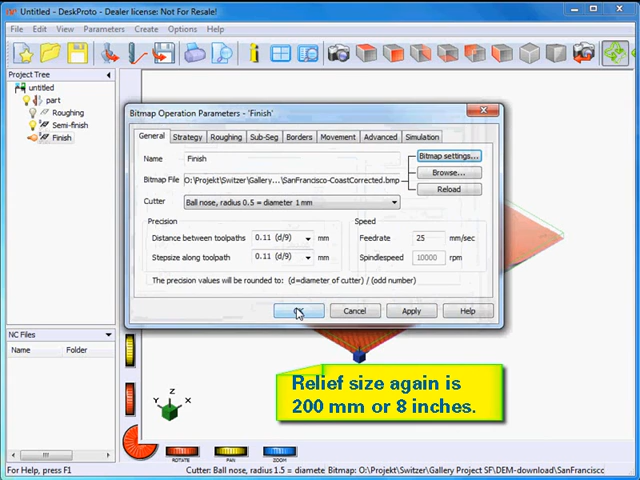 Untitled - DeskProto - Dealer license: Not For Resale!
File Edit View Parameters Create Options Help
Project Tree
untitled
part
Roughing
Semi-finish
Finish
NC Files
Name Folder
Bitmap Operation Parameters - 'Finish'
General Strategy Roughing Sub-Seg Borders Movement Advanced Simulation
Name Finish Bitmap settings...
Bitmap File O:\Projekt\Switzer\Gallery ...\SanFrancisco-CoastCorrected.bmp Browse...
Reload
Cutter Ball nose, radius 0.5 = diameter 1 mm
Precision Speed
Distance between toolpaths 0.11 (d/9) mm Feedrate 25 mm/sec
Stepsize along toolpath 0.11 (d/9) mm Spindlespeed 10000 rpm
The precision values will be rounded to: (d=diameter of cutter) / (odd number)
OK Cancel Apply Help
Relief size again is
200 mm or 8 inches.
Z
Y X
ROTATE PAN ZOOM
For Help, press F1 Cutter: Ball nose, radius 1.5 = diamete Bitmap: O:\Projekt\Switzer\Gallery Project SF\DEM-download\SanFrancisc